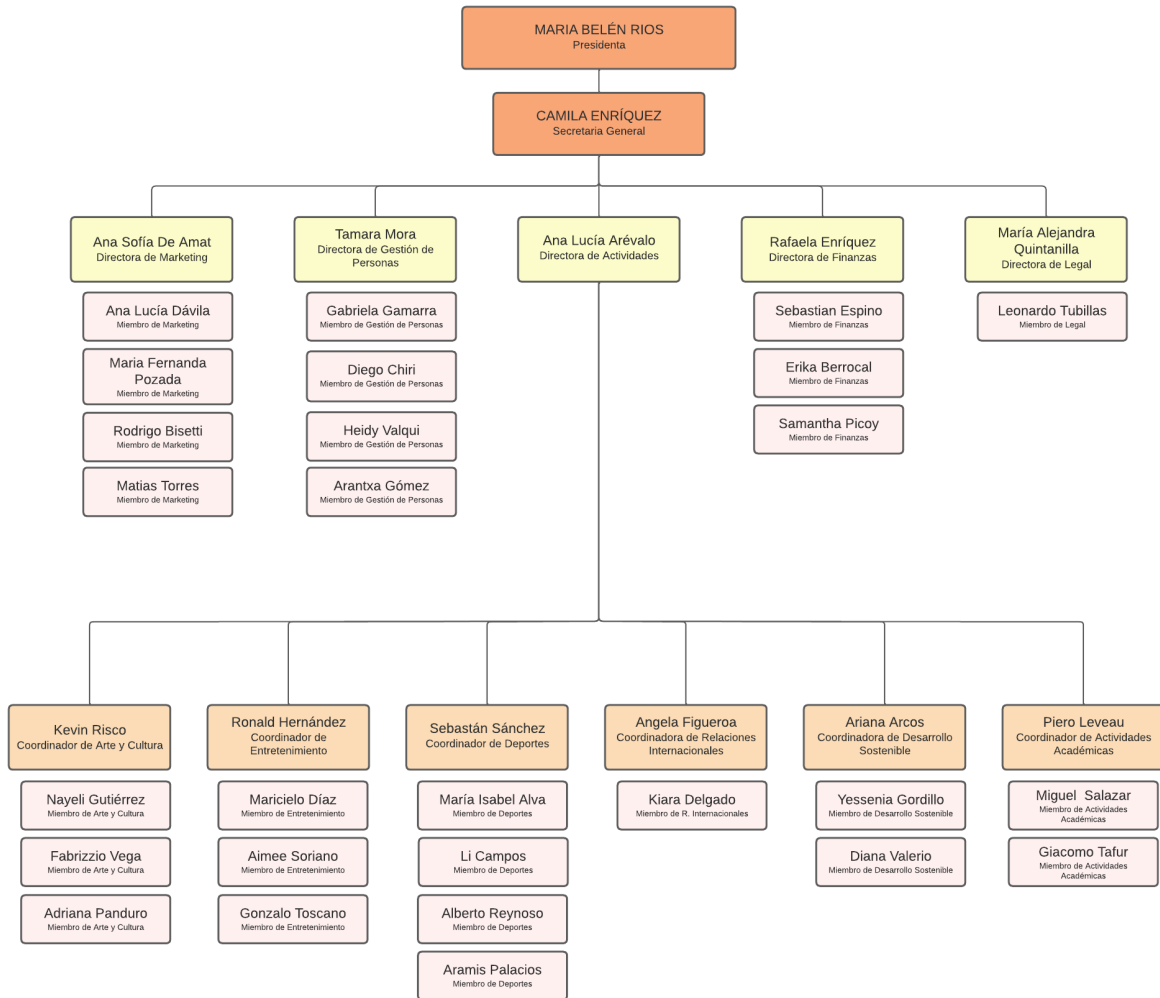 MARIA BELÉN RIOS
Presidenta
CAMILA ENRÍQUEZ
Secretaria General
Ana Sofía De Amat
Directora de Marketing
Ana Lucía Dávila
Miembro de Marketing
Maria Fernanda
Pozada
Miembro de Marketing
Rodrigo Bisetti
Miembro de Marketing
Matias Torres
Miembro de Marketing
Tamara Mora
Directora de Gestión de
Personas
Gabriela Gamarra
Miembro de Gestión de Personas
Diego Chiri
Miembro de Gestión de Personas
Heidy Valqui
Miembro de Gestión de Personas
Arantxa Gómez
Miembro de Gestión de Personas
Ana Lucía Arévalo
Directora de Actividades
Rafaela Enríquez
Directora de Finanzas
Sebastian Espino
Miembro de Finanzas
Erika Berrocal
Miembro de Finanzas
Samantha Picoy
Miembro de Finanzas
María Alejandra
Quintanilla
Directora de Legal
Leonardo Tubillas
Miembro de Legal
Kevin Risco
Coordinador de Arte y Cultura
Nayeli Gutiérrez
Miembro de Arte y Cultura
Fabrizzio Vega
Miembro de Arte y Cultura
Adriana Panduro
Miembro de Arte y Cultura
Ronald Hernández
Coordinador de
Entretenimiento
Maricielo Díaz
Miembro de Entretenimiento
Aimee Soriano
Miembro de Entretenimiento
Gonzalo Toscano
Miembro de Entretenimiento
Sebastán Sánchez
Coordinador de Deportes
María Isabel Alva
Miembro de Deportes
Li Campos
Miembro de Deportes
Alberto Reynoso
Miembro de Deportes
Aramis Palacios
Miembro de Deportes
Angela Figueroa
Coordinadora de Relaciones
Internacionales
Kiara Delgado
Miembro de R. Internacionales
Ariana Arcos
Coordinadora de Desarrollo
Sostenible
Yessenia Gordillo
Miembro de Desarrollo Sostenible
Diana Valerio
Miembro de Desarrollo Sostenible
Piero Leveau
Coordinador de Actividades
Académicas
Miguel  Salazar
Miembro de Actividades
Académicas
Giacomo Tafur
Miembro de Actividades
Académicas